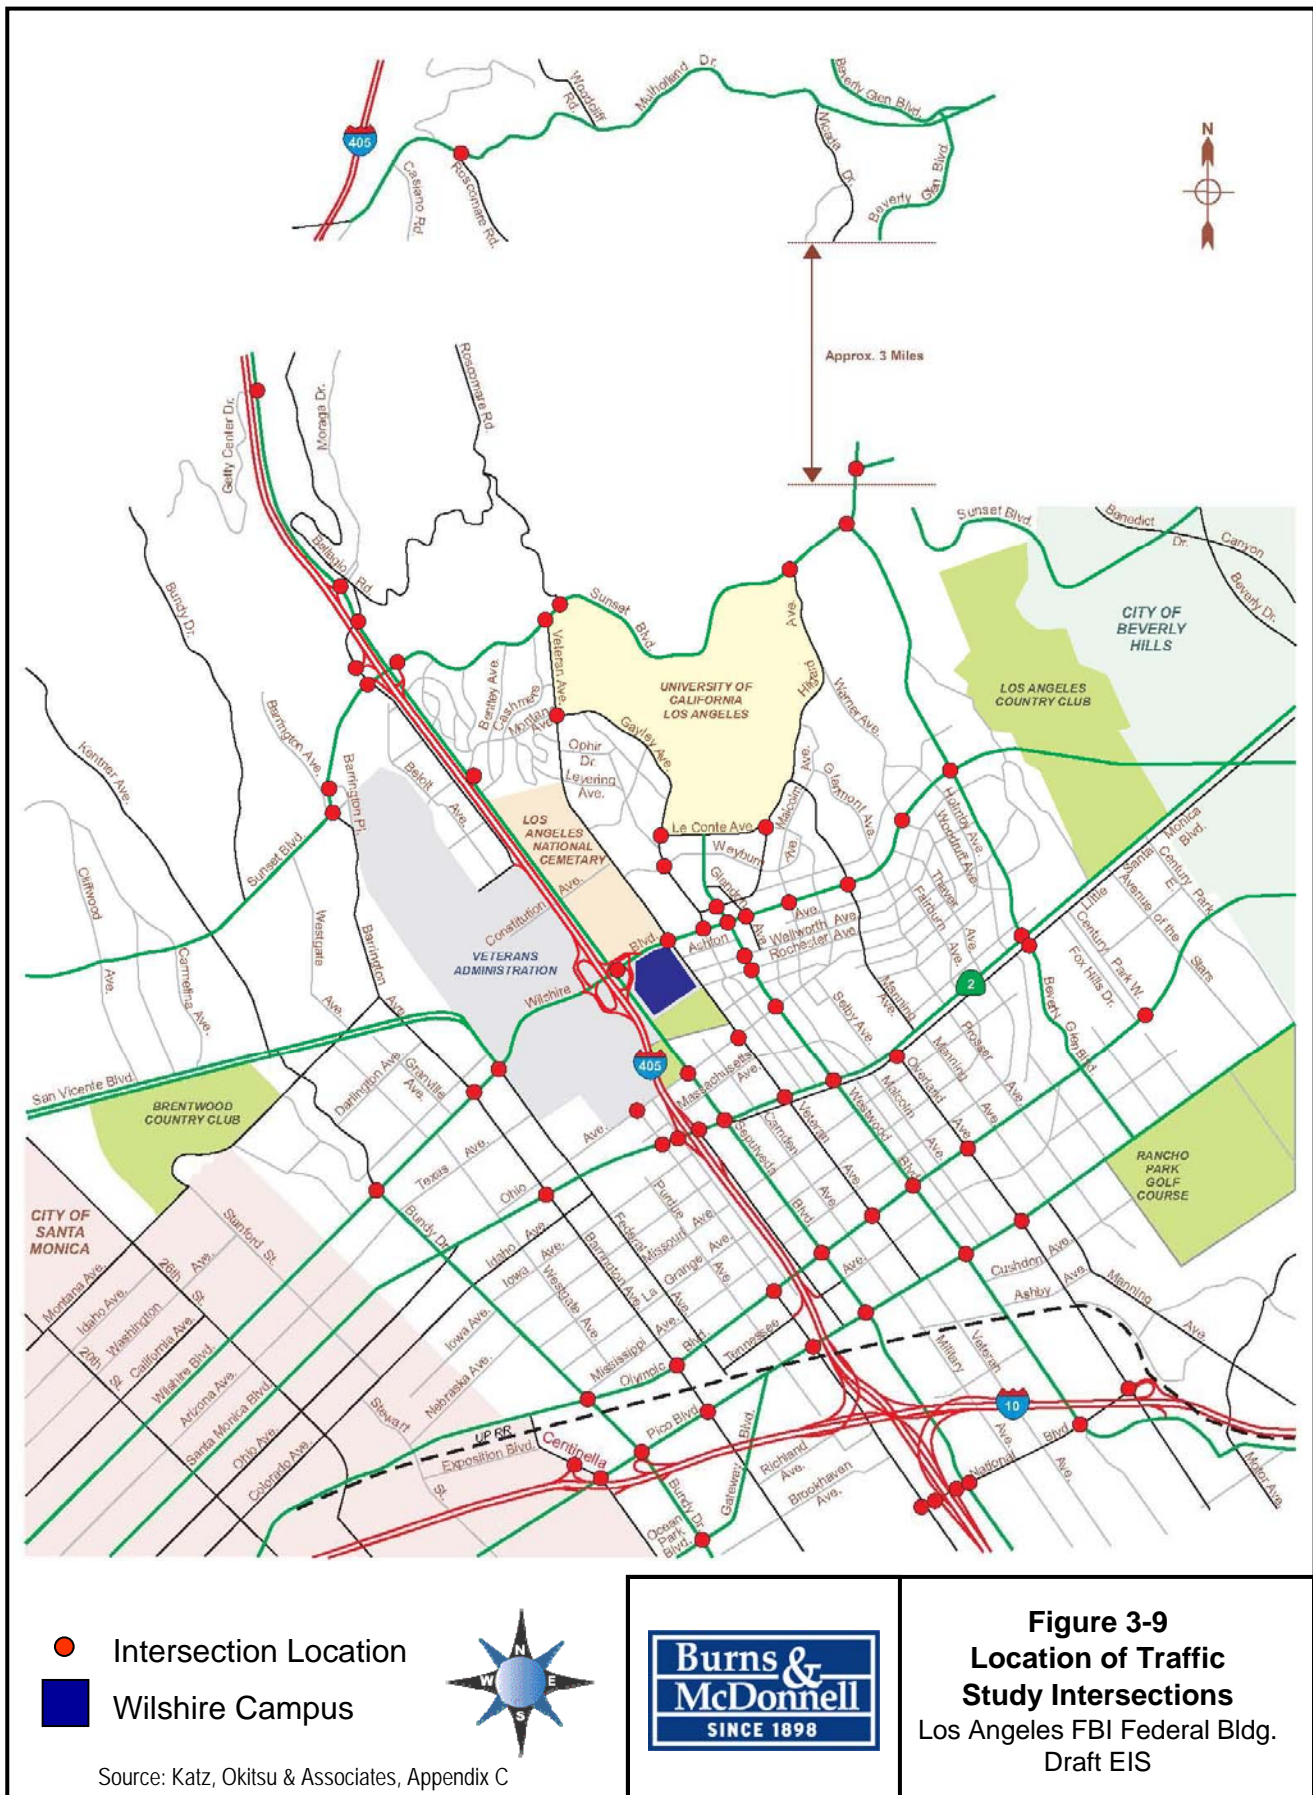 Mulholland
Dr.
Woodcliff
Rd.
Beverly Glen Blvd.
Nicada
Dr.
Beverly Glen Blvd.
405
Casiano Rd.
Roscomare Rd.
N
Approx. 3 Miles
Getty Center Dr.
Moraga Dr.
Roscomare Rd.
Sunset Blvd.
Benedict
Canyon
Dr.
Beverly Dr.
CITY OF
BEVERLY
HILLS
Bellagio
Rd.
Bundy Dr.
Sunset
Blvd.
Ave.
Hilgard
Veteran Ave.
UNIVERSITY OF
CALIFORNIA
LOS ANGELES
LOS ANGELES
COUNTRY CLUB
Bentley Ave.
Cashmere
Montana
Ave.
Gayley Ave.
Warner Ave.
Barrington Ave.
Barrington Pl.
Kentner Ave.
Beloit
Ave.
Ophir
Dr.
Levering
Ave.
Malcolm
Ave.
Glenmont Ave.
Holmby Ave.
Woodruff Ave.
LOS
ANGELES
NATIONAL
CEMETARY
Le Conte Ave.
Weyburn
Ave.
Glendon
Ave.
Thayer
Ave.
Fairburn
Ave.
Little
Santa
Monica
Blvd.
Century Park
E.
Avenue of the
Stars
Century
Park W.
Fox Hills Dr.
Sunset Blvd.
Cliffwood
Ave.
Carmelina Ave.
Westgate
Ave.
Barrington
Ave.
Constitution
Ave.
VETERANS
ADMINISTRATION
Wilshire
Blvd.
Ashton
Ave.
Wellworth Ave.
Rochester Ave.
2
Selby Ave.
Manning
Ave.
Prosser
Ave.
Beverly
Glen Blvd.
San Vicente Blvd.
BRENTWOOD
COUNTRY CLUB
Darlington Ave
Granville
Ave.
405
Massachusetts
Ave.
Manning
Ave.
Overland
Ave.
Malcolm
Ave.
Westwood
Blvd.
Veteran
Ave.
Camden
Ave.
Sepulveda
Blvd.
Texas
Ave.
Ohio
Ave.
RANCHO
PARK
GOLF
COURSE
CITY OF
SANTA
MONICA
Stanford St.
Bundy Dr.
Idaho Ave.
Iowa Ave.
Federal
Barrington Ave.
Westgate
Ave
Purdue
Ave.
Missouri Ave.
La Grange Ave.
Mississippi Ave.
Olympic Blvd.
Tennessee
Ave.
Cushdon Ave.
Ashby Ave.
Manning
Ave
Montana Ave.
Idaho Ave.
26th
St.
Washington
Ave.
20th
St.
California Ave.
Wilshire Blvd.
Arizona Ave.
Santa Monica Blvd.
Ohio Ave.
Colorado Ave.
Iowa Ave.
Nebraska Ave.
Stewart
St.
Military
Ave.
Veteran
Ave.
10
UP RR
Exposition Blvd.
Centinella
Pico Blvd.
Gateway Blvd.
Richland
Ave.
Brookhaven
Ave.
National
Blvd.
Motor Ave.
Bundy Dr.
Ocean
Park
Blvd.
Intersection Location
Wilshire Campus
N
W
E
S
Source: Katz, Okitsu & Associates, Appendix C
Burns &
McDonnell
SINCE 1898
Figure 3-9
Location of Traffic
Study Intersections
Los Angeles FBI Federal Bldg.
Draft EIS